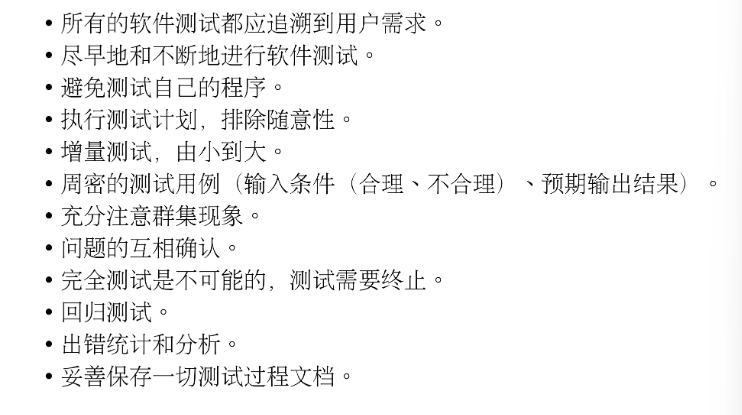 • 所有的软件测试都应追溯到用户需求。
• 尽早地和不断地进行软件测试。
• 避免测试自己的程序。
• 执行测试计划，排除随意性。
• 增量测试，由小到大。
• 周密的测试用例（输入条件（合理、不合理）、预期输出结果）。
• 充分注意群集现象。
• 问题的互相确认。
• 完全测试是不可能的，测试需要终止。
• 回归测试。
• 出错统计和分析。
• 妥善保存一切测试过程文档。